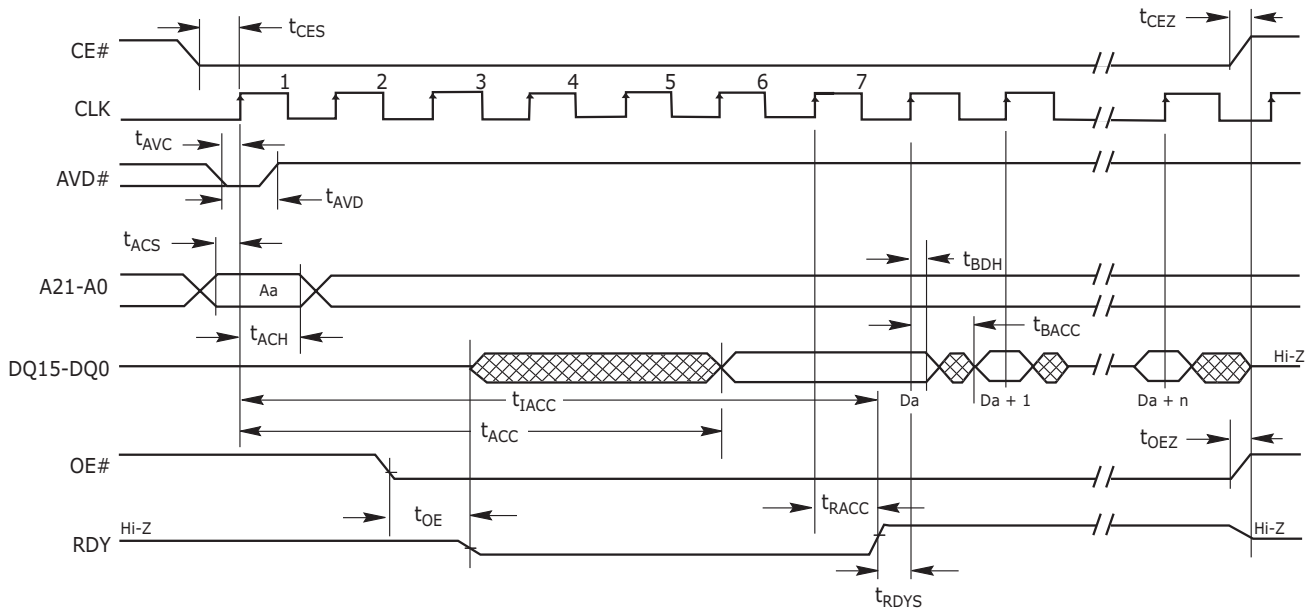 tCES
tCEZ
CE#
1 2 3 4 5 6 7
CLK
tAVC
AVD#
tAVD
tACS
tBDH
A21-A0
Aa
tACH
tBACC
DQ15-DQ0
Hi-Z
tIACC
Da
Da + 1
Da + n
tACC
tOEZ
OE#
tRACC
tOE
Hi-Z
Hi-Z
RDY
tRDYS